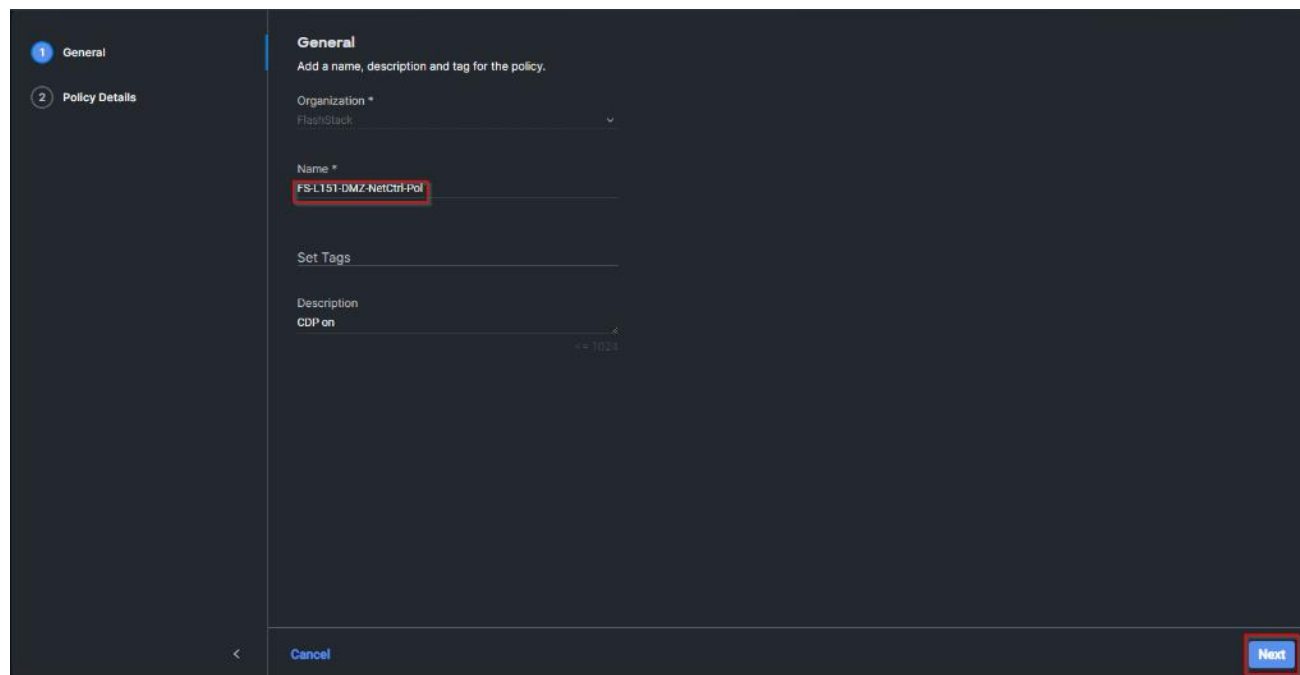 1 General
2 Policy Details
General
Add a name, description and tag for the policy.
Organization *
FlashStack
Name *
FS-L151-DMZ-NetCtrl-Pol
Set Tags
Description
CDP on
<= 1024
< Cancel Next